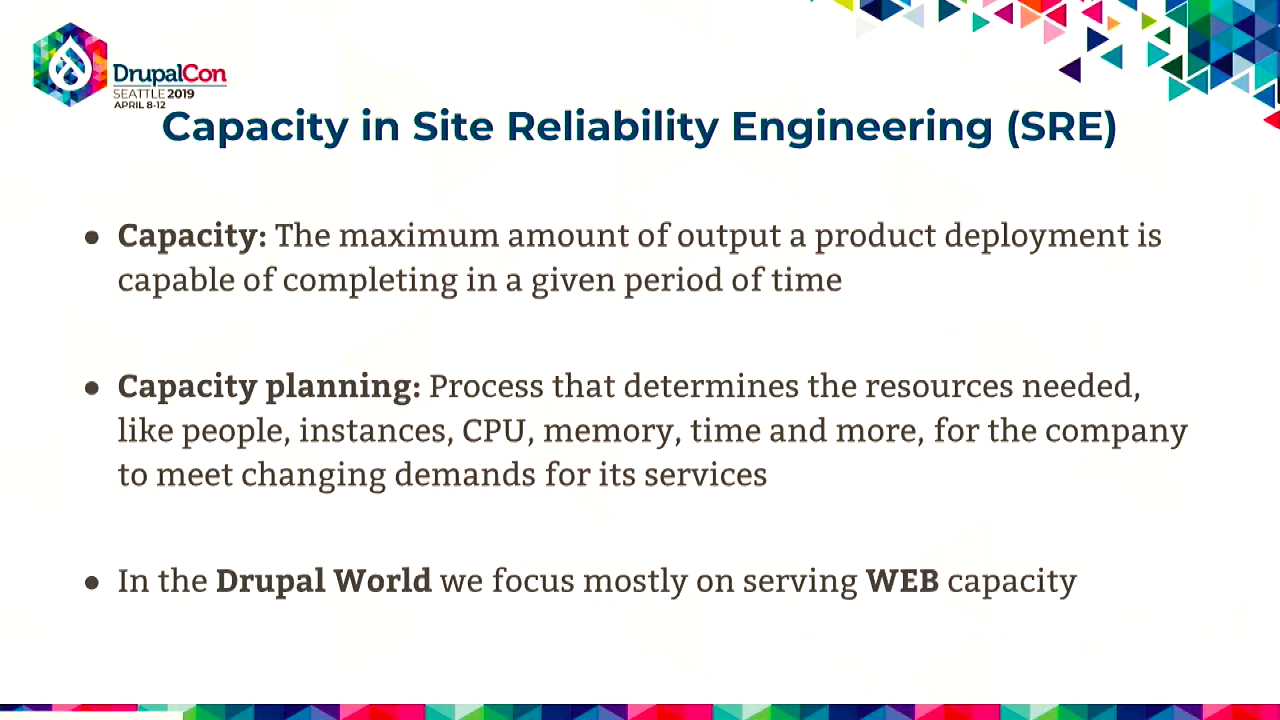 DrupalCon
SEATTLE 2019
APRIL 8-12
Capacity in Site Reliability Engineering (SRE)
● Capacity: The maximum amount of output a product deployment is
capable of completing in a given period of time
● Capacity planning: Process that determines the resources needed,
like people, instances, CPU, memory, time and more, for the company
to meet changing demands for its services
● In the Drupal World we focus mostly on serving WEB capacity